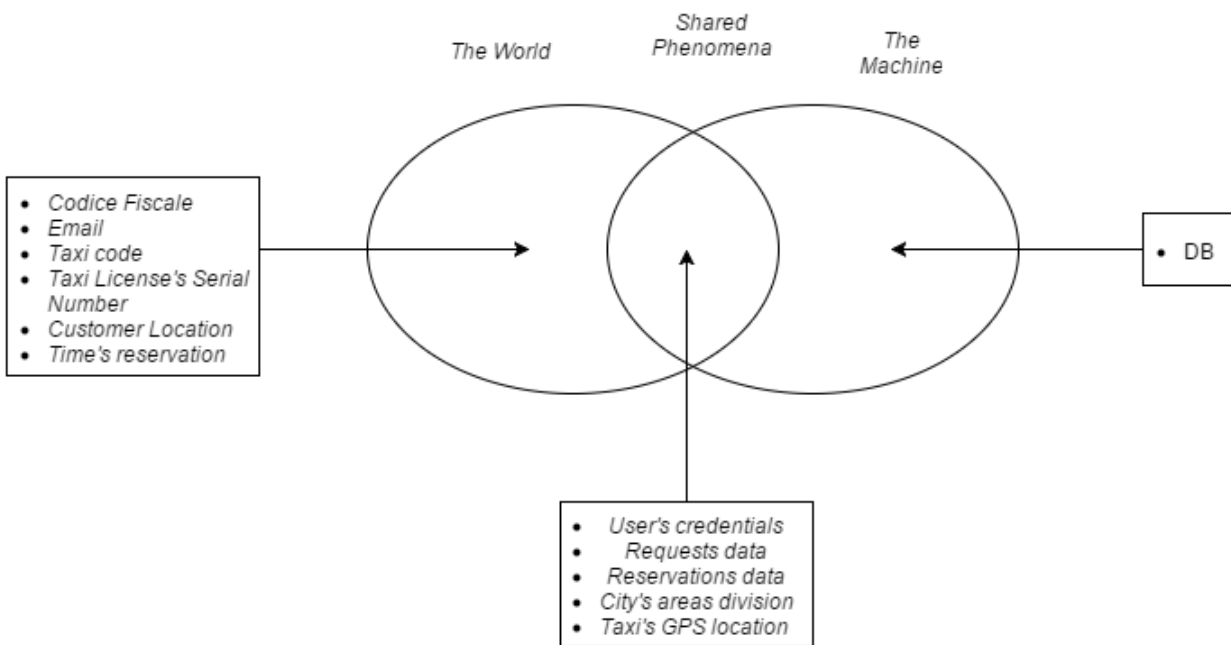 The World
Shared
Phenomena
The
Machine
• Codice Fiscale
• Email
• Taxi code
• Taxi License's Serial
Number
• Customer Location
• Time's reservation
• DB
• User's credentials
• Requests data
• Reservations data
• City's areas division
• Taxi's GPS location